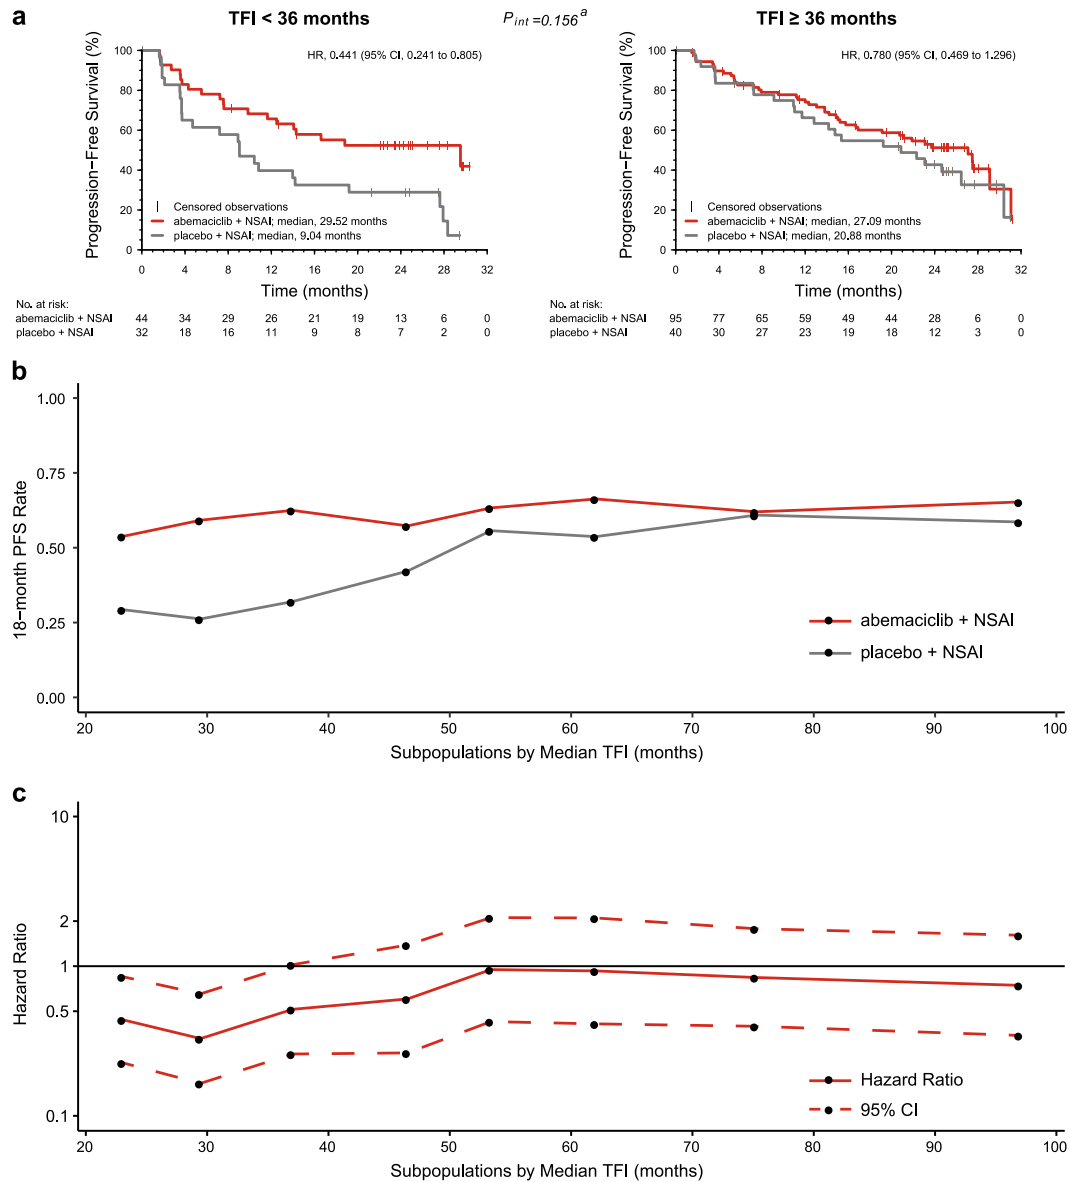 a
TFI < 36 months
P int =0.156 a
TFI ≥ 36 months
HR, 0.441 (95% CI, 0.241 to 0.805)
Progression−Free Survival (%)
100
80
60
40
20
0
Censored observations
abemaciclib + NSAI; median, 29.52 months
placebo + NSAI; median, 9.04 months
0 4 8 12 16 20 24 28 32
Time (months)
No. at risk:
abemaciclib + NSAI 44 34 29 26 21 19 13 6 0
placebo + NSAI 32 18 16 11 9 8 7 2 0
HR, 0.780 (95% CI, 0.469 to 1.296)
Progression−Free Survival (%)
100
80
60
40
20
0
Censored observations
abemaciclib + NSAI; median, 27.09 months
placebo + NSAI; median, 20.88 months
0 4 8 12 16 20 24 28 32
Time (months)
No. at risk:
abemaciclib + NSAI 95 77 65 59 49 44 28 6 0
placebo + NSAI 40 30 27 23 19 18 12 3 0
b
18−month PFS Rate
1.00
0.75
0.50
0.25
0.00
abemaciclib + NSAI
placebo + NSAI
20 30 40 50 60 70 80 90 100
Subpopulations by Median TFI (months)
c
Hazard Ratio
10
2
1
0.5
0.1
Hazard Ratio
95% CI
20 30 40 50 60 70 80 90 100
Subpopulations by Median TFI (months)